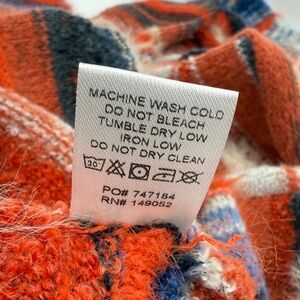 MACHINE WASH COLD
DO NOT BLEACH
TUMBLE DRY LOW
IRON LOW
DO NOT DRY CLEAN
30
PO# 747184
RN# 149052